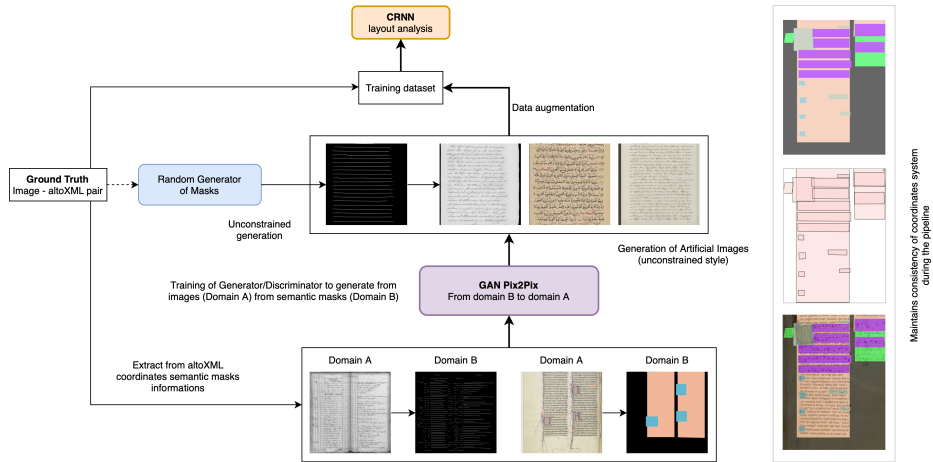 CRNN
layout analysis
Training dataset
Data augmentation
Ground Truth
Image - altoXML pair
Random Generator
of Masks
Unconstrained
generation
Generation of Artificial Images
(unconstrained style)
Training of Generator/Discriminator to generate from
images (Domain A) from semantic masks (Domain B)
GAN Pix2Pix
From domain B to domain A
Extract from altoXML
coordinates semantic masks
informations
Domain A
Domain B
Domain A
Domain B
Maintains consistency of coordinates system
during the pipeline